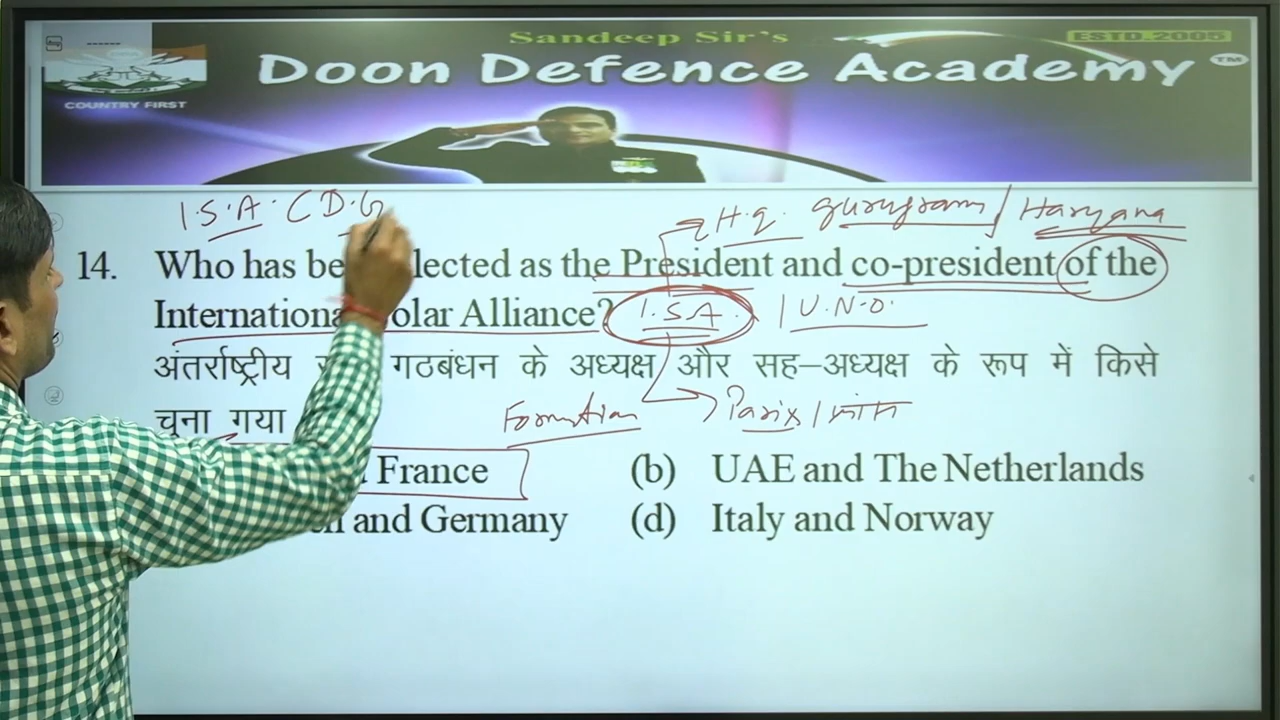 Sandeep Sir's
ESTD.2005
Doon Defence Academy™
COUNTRY FIRST
I.S.A. (D.G
H.q. gurugram / Haryana
14. Who has be lected as the President and co-president of the
Internationa olar Alliance? I.S.A. | U.N.O.
अंतर्राष्ट्रीय गठबंधन के अध्यक्ष और सह–अध्यक्ष के रूप में किसे
चुना गया
Formation Paris /
France (b) UAE and The Netherlands
and Germany (d) Italy and Norway